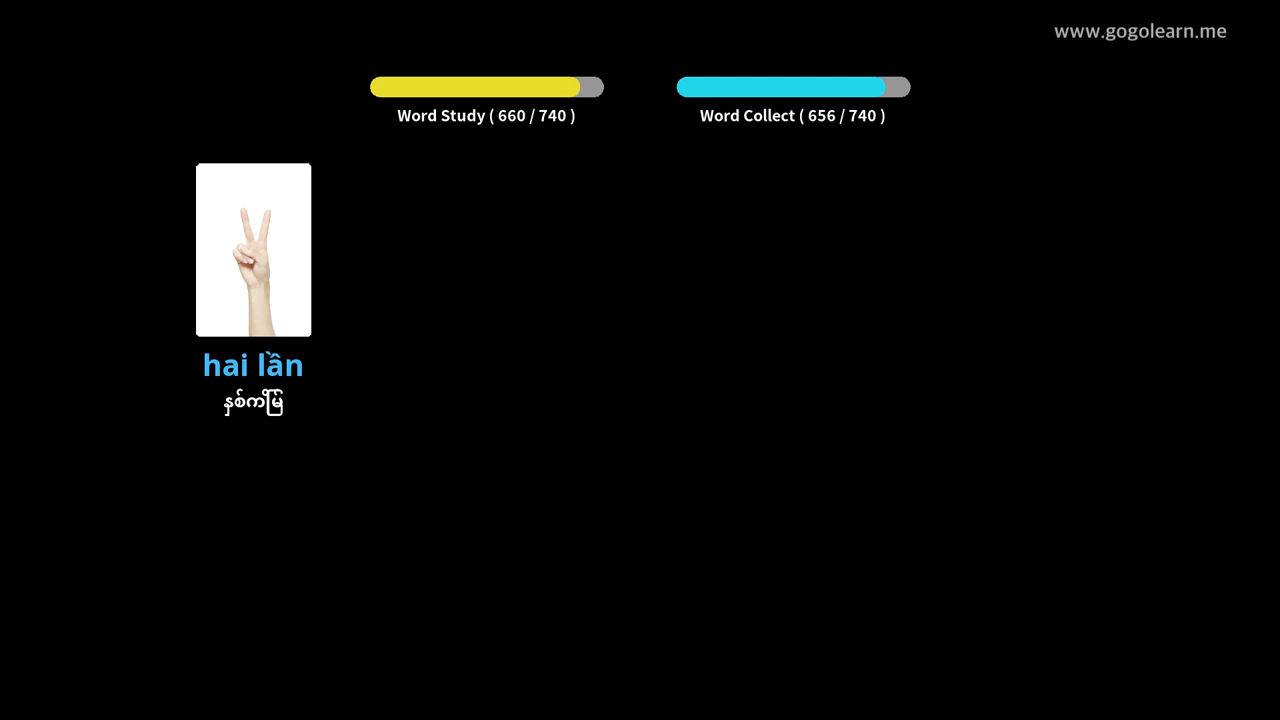 www.gogolearn.me
Word Study ( 660 / 740 )
Word Collect ( 656 / 740 )
hai lần
နှစ်ကြိမ်